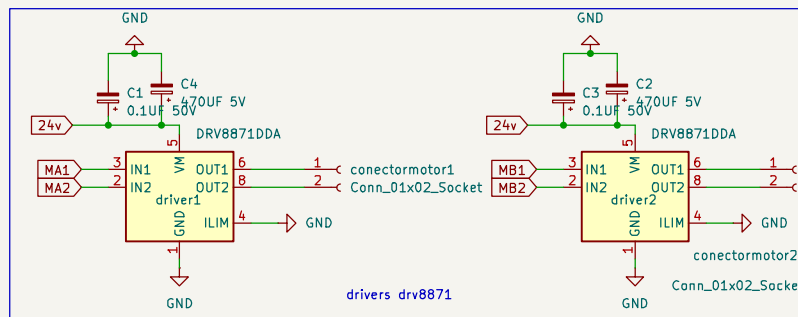 GND
C1
0.1UF 50V
C4
470UF 5V
24v
DRV8871DDA
5
VM
MA1
3
IN1
OUT1
6
1
conectormotor1
MA2
2
IN2
OUT2
8
2
Conn_01x02_Socket
driver1
GND
ILIM
4
GND
1
GND
GND
C3
0.1UF 50V
C2
470UF 5V
24v
DRV8871DDA
5
VM
MB1
3
IN1
OUT1
6
1
MB2
2
IN2
OUT2
8
2
driver2
GND
ILIM
4
GND
1
GND
conectormotor2
Conn_01x02_Socke
drivers drv8871